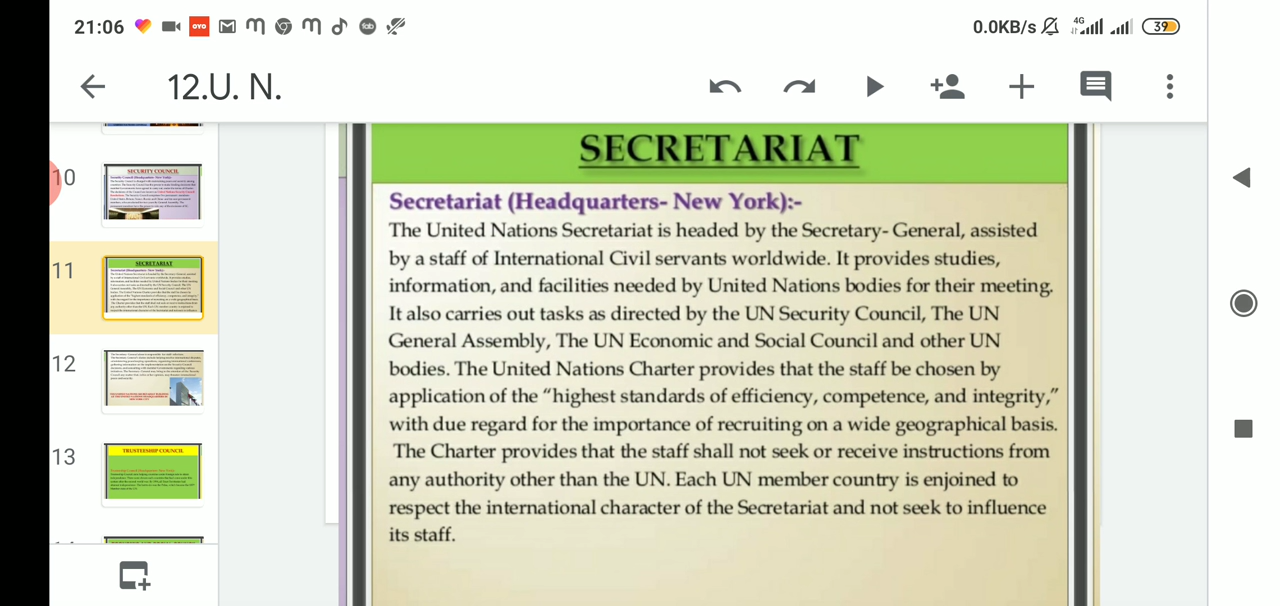 21:06
OVO
fab
0.0KB/s
4G
39
12.U. N.
10
SECURITY COUNCIL
11
SECRETARIAT
12
13
TRUSTEESHIP COUNCIL
SECRETARIAT
Secretariat (Headquarters- New York):-
The United Nations Secretariat is headed by the Secretary- General, assisted
by a staff of International Civil servants worldwide. It provides studies,
information, and facilities needed by United Nations bodies for their meeting.
It also carries out tasks as directed by the UN Security Council, The UN
General Assembly, The UN Economic and Social Council and other UN
bodies. The United Nations Charter provides that the staff be chosen by
application of the “highest standards of efficiency, competence, and integrity,”
with due regard for the importance of recruiting on a wide geographical basis.
The Charter provides that the staff shall not seek or receive instructions from
any authority other than the UN. Each UN member country is enjoined to
respect the international character of the Secretariat and not seek to influence
its staff.